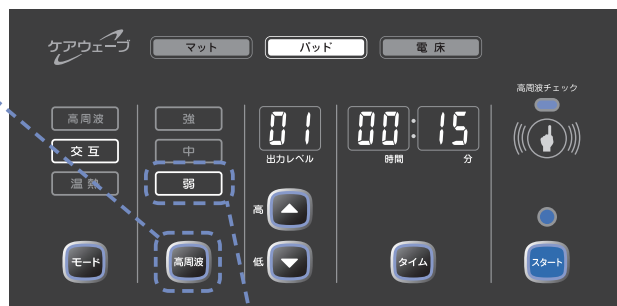 ケアウェーブ
マット
パッド
電床
高周波チェック
高周波
強
01
00:15
交互
中
出力レベル
時間
分
温熱
弱
高
低
モード
高周波
タイム
スタート